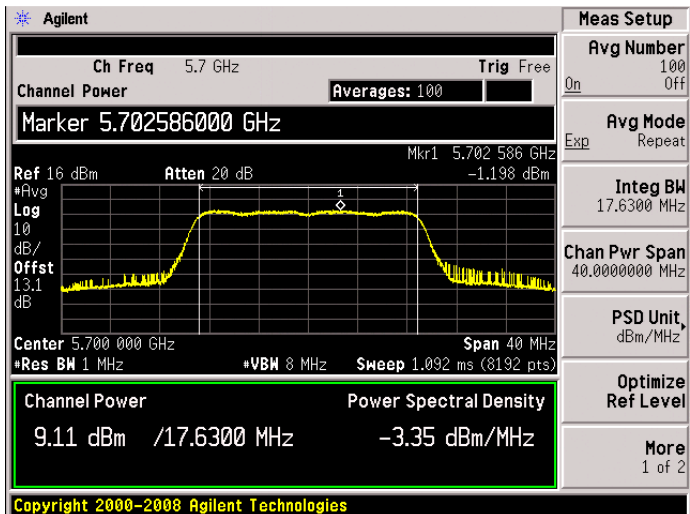 Agilent
Meas Setup
Ch Freq 5.7 GHz Trig Free
Channel Power Averages: 100
Marker 5.702586000 GHz
Mkr1 5.702 586 GHz
Ref 16 dBm Atten 20 dB -1.198 dBm
#Avg
Log
10
dB/
Offst
13.1
dB
1
Center 5.700 000 GHz Span 40 MHz
#Res BW 1 MHz #VBW 8 MHz Sweep 1.092 ms (8192 pts)
Channel Power Power Spectral Density
9.11 dBm /17.6300 MHz -3.35 dBm/MHz
Copyright 2000-2008 Agilent Technologies
Avg Number
100
On Off
Avg Mode
Exp Repeat
Integ BW
17.6300 MHz
Chan Pwr Span
40.0000000 MHz
PSD Unit
dBm/MHz
Optimize
Ref Level
More
1 of 2